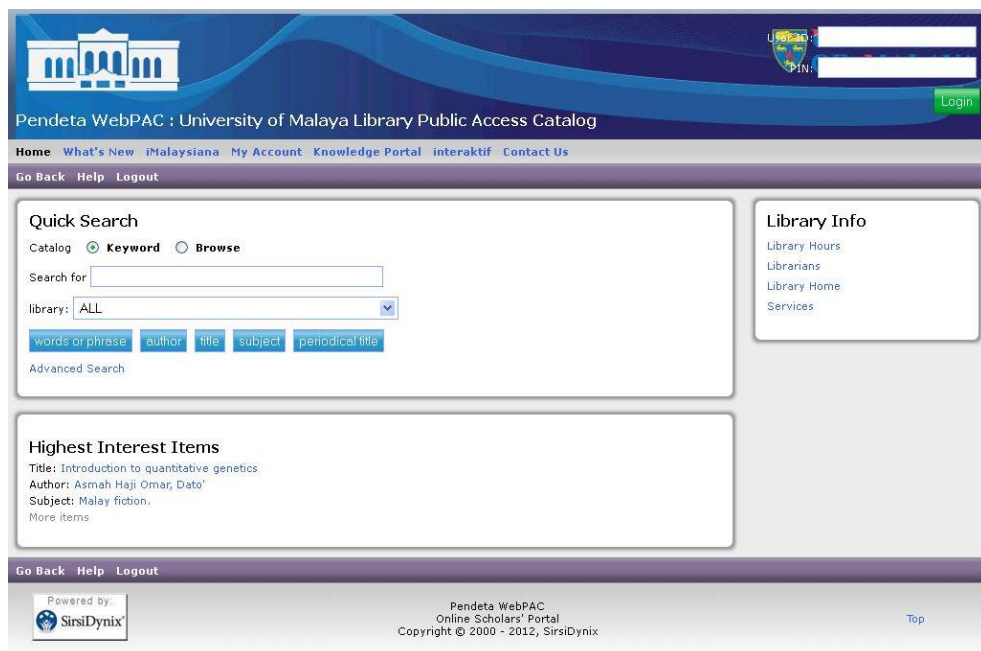 User ID:
PIN:
Login
Pendeta WebPAC : University of Malaya Library Public Access Catalog
Home What's New iMalaysiana My Account Knowledge Portal interaktif Contact Us
Go Back Help Logout
Quick Search
Catalog Keyword Browse
Search for
library: ALL
words or phrase author title subject periodical title
Advanced Search
Library Info
Library Hours
Librarians
Library Home
Services
Highest Interest Items
Title: Introduction to quantitative genetics
Author: Asmah Haji Omar, Dato'
Subject: Malay fiction.
More items
Go Back Help Logout
Powered by:
SirsiDynix
Pendeta WebPAC
Online Scholars' Portal
Copyright © 2000 - 2012, SirsiDynix
Top